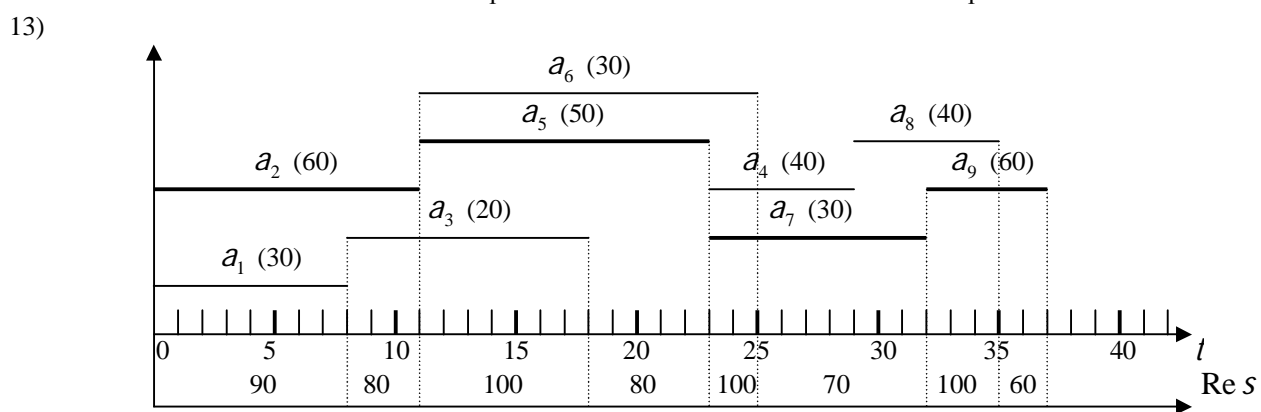 13)
a6 (30)
a5 (50)
a8 (40)
a2 (60)
a4 (40)
a9 (60)
a3 (20)
a7 (30)
a1 (30)
0 5 10 15 20 25 30 35 40 t
90 80 100 80 100 70 100 60 Re s